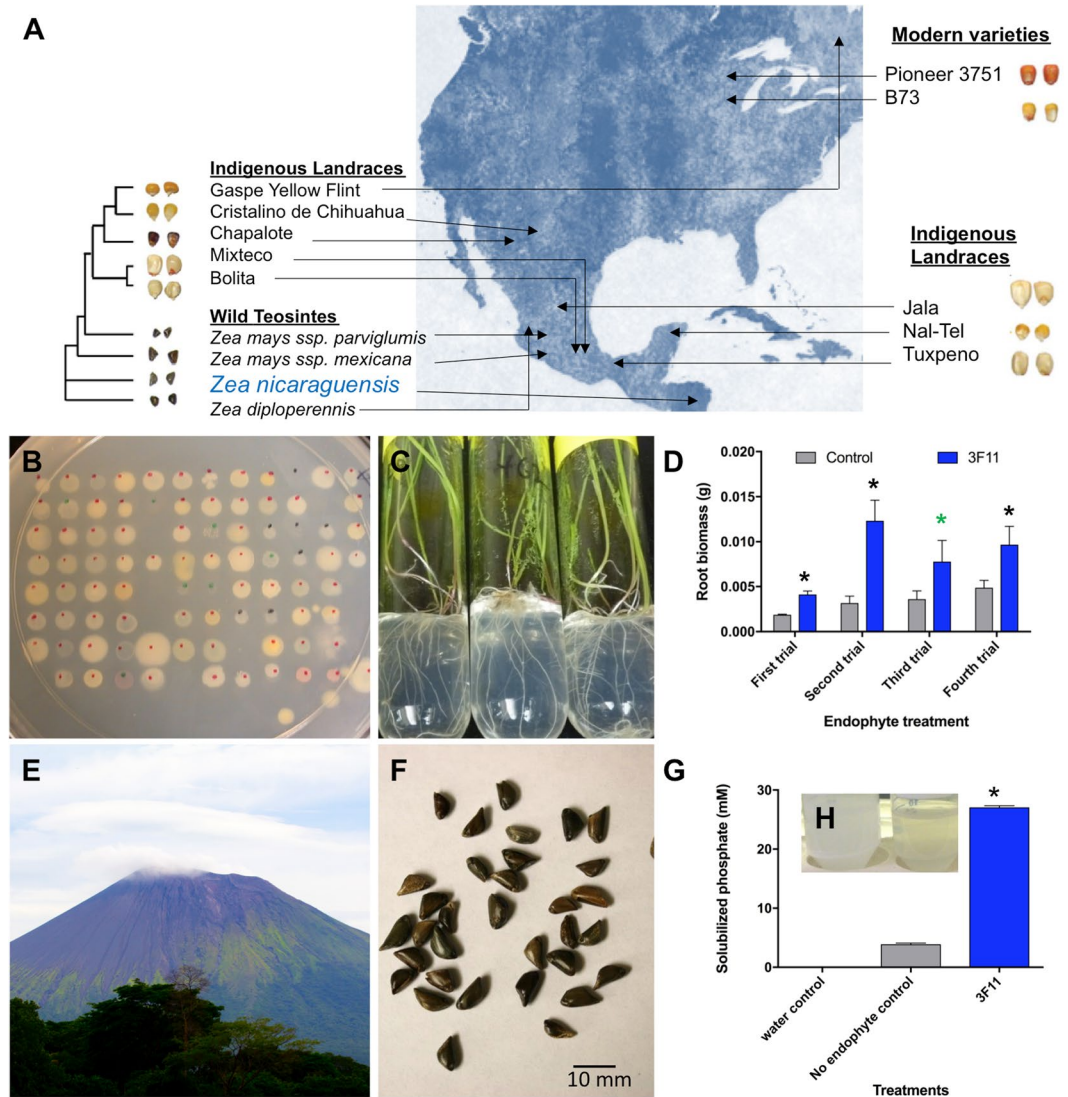 A
Modern varieties
Pioneer 3751
B73
Indigenous Landraces
Gaspe Yellow Flint
Cristalino de Chihuahua
Chapalote
Mixteco
Bolita
Wild Teosintes
Zea mays ssp. parviglumis
Zea mays ssp. mexicana
Zea nicaraguensis
Zea diploperennis
Indigenous
Landraces
Jala
Nal-Tel
Tuxpeno
B
C
D
Control
3F11
Root biomass (g)
0.020
0.015
0.010
0.005
0.000
*
*
*
*
First trial
Second trial
Third trial
Fourth trial
Endophyte treatment
E
F
10 mm
G
Solubilized phosphate (mM)
30
20
10
0
H
*
water control
No endophyte control
3F11
Treatments